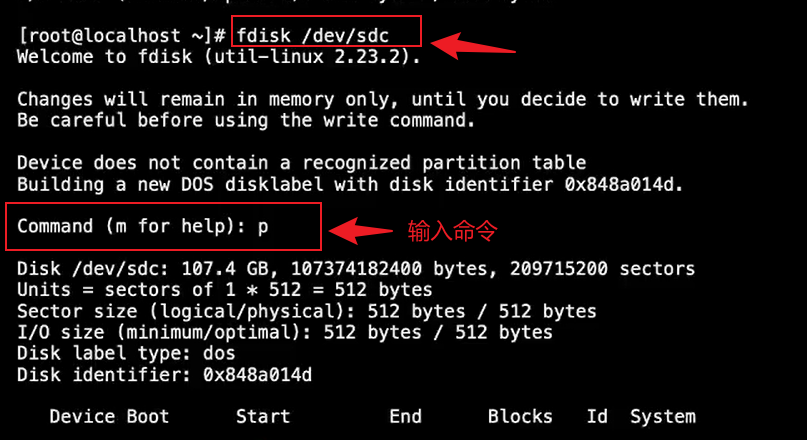 [root@localhost ~]# fdisk /dev/sdc
Welcome to fdisk (util-linux 2.23.2).
Changes will remain in memory only, until you decide to write them.
Be careful before using the write command.
Device does not contain a recognized partition table
Building a new DOS disklabel with disk identifier 0x848a014d.
Command (m for help): p
输入命令
Disk /dev/sdc: 107.4 GB, 107374182400 bytes, 209715200 sectors
Units = sectors of 1 * 512 = 512 bytes
Sector size (logical/physical): 512 bytes / 512 bytes
I/O size (minimum/optimal): 512 bytes / 512 bytes
Disk label type: dos
Disk identifier: 0x848a014d
Device Boot Start End Blocks Id System